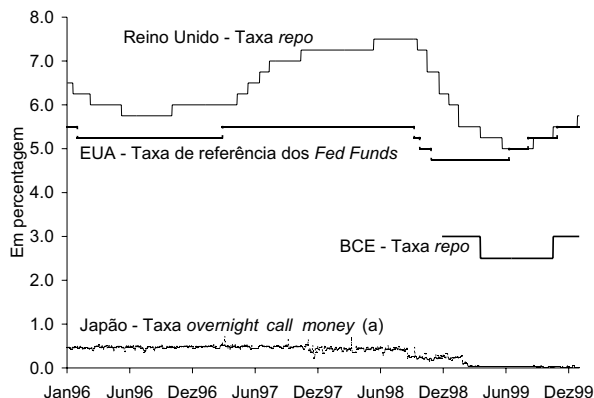 8.0
7.0
6.0
5.0
4.0
3.0
2.0
1.0
0.0
Em percentagem
Reino Unido - Taxa repo
EUA - Taxa de referência dos Fed Funds
BCE - Taxa repo
Japão - Taxa overnight call money (a)
Jan96 Jun96 Dez96 Jun97 Dez97 Jun98 Dez98 Jun99 Dez99